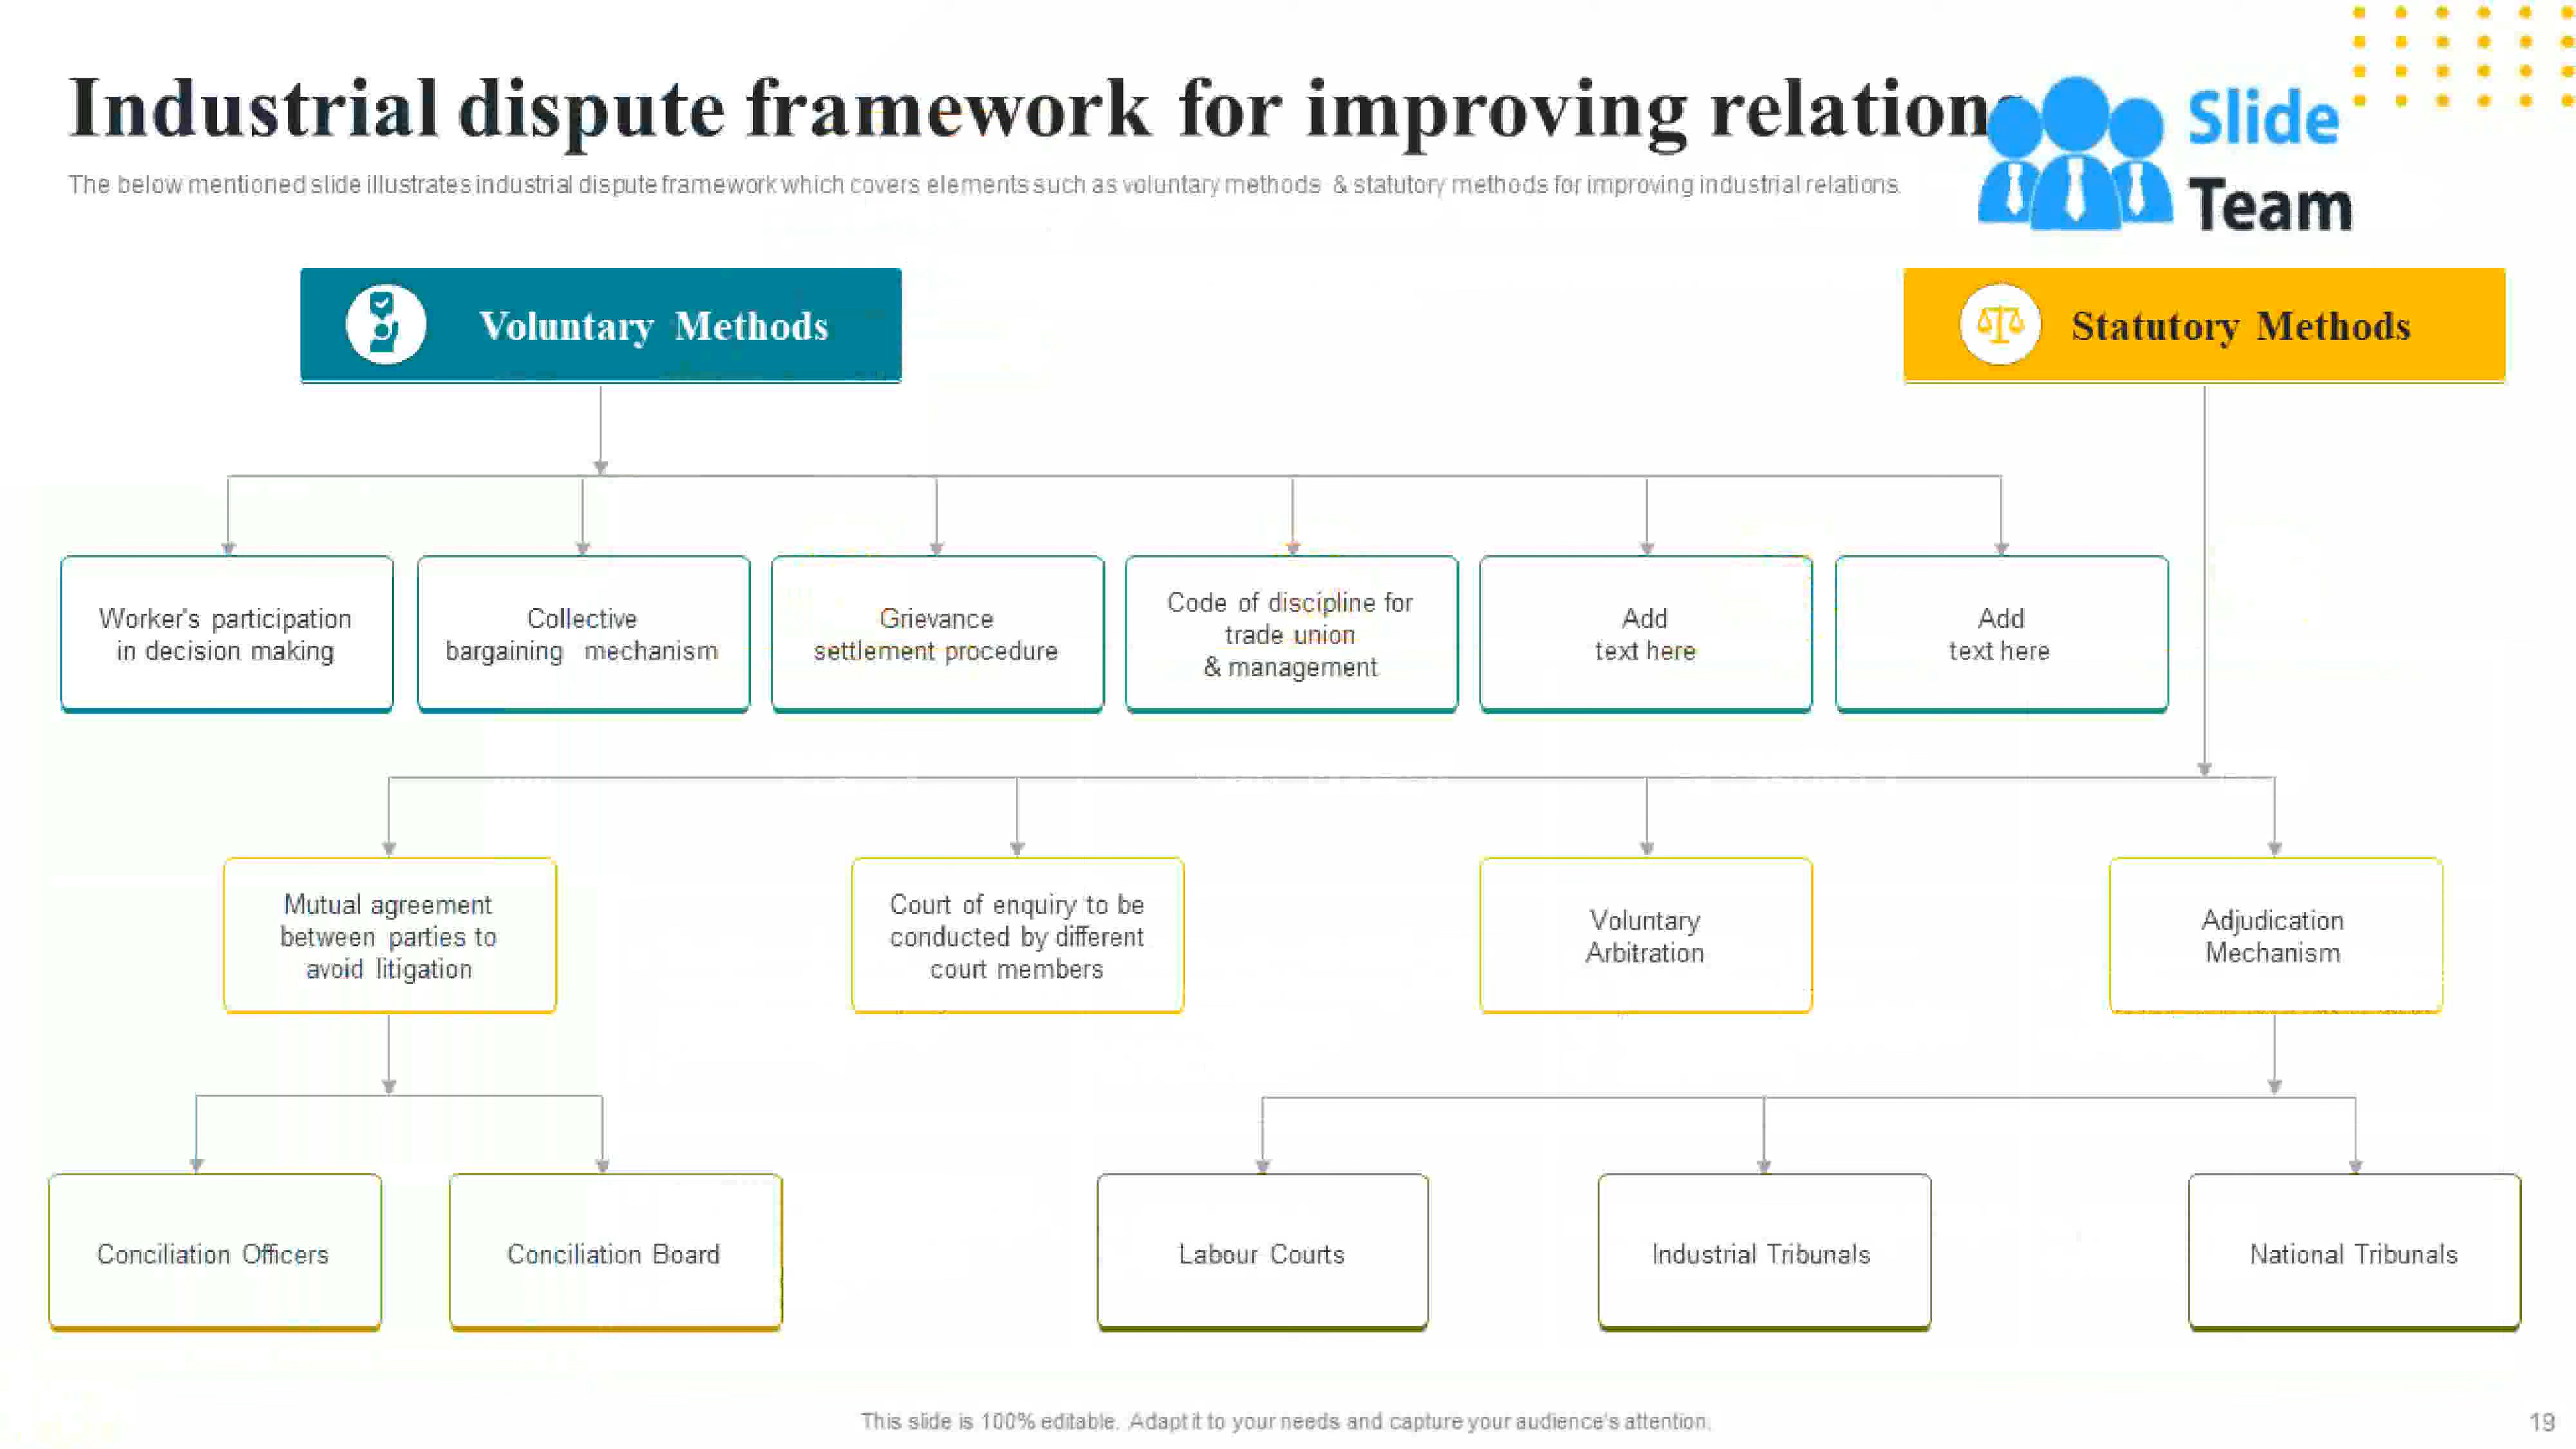 Industrial dispute framework for improving relation
Slide
Team
The below mentioned slide illustrates industrial dispute framework which covers elements such as voluntary methods & statutory methods for improving industrial relations.
Voluntary Methods
Statutory Methods
Worker's participation
in decision making
Collective
bargaining mechanism
Grievance
settlement procedure
Code of discipline for
trade union
& management
Add
text here
Add
text here
Mutual agreement
between parties to
avoid litigation
Court of enquiry to be
conducted by different
court members
Voluntary
Arbitration
Adjudication
Mechanism
Conciliation Officers
Conciliation Board
Labour Courts
Industrial Tribunals
National Tribunals
This slide is 100% editable. Adapt it to your needs and capture your audience's attention.
19